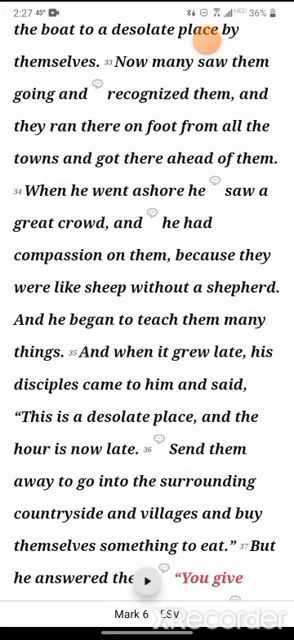 2:27 45° 36%
the boat to a desolate place by
themselves. 33 Now many saw them
going and recognized them, and
they ran there on foot from all the
towns and got there ahead of them.
34 When he went ashore he saw a
great crowd, and he had
compassion on them, because they
were like sheep without a shepherd.
And he began to teach them many
things. 35 And when it grew late, his
disciples came to him and said,
“This is a desolate place, and the
hour is now late. 36 Send them
away to go into the surrounding
countryside and villages and buy
themselves something to eat.” 37 But
he answered the “You give
Mark 6 ESV
XRecorder